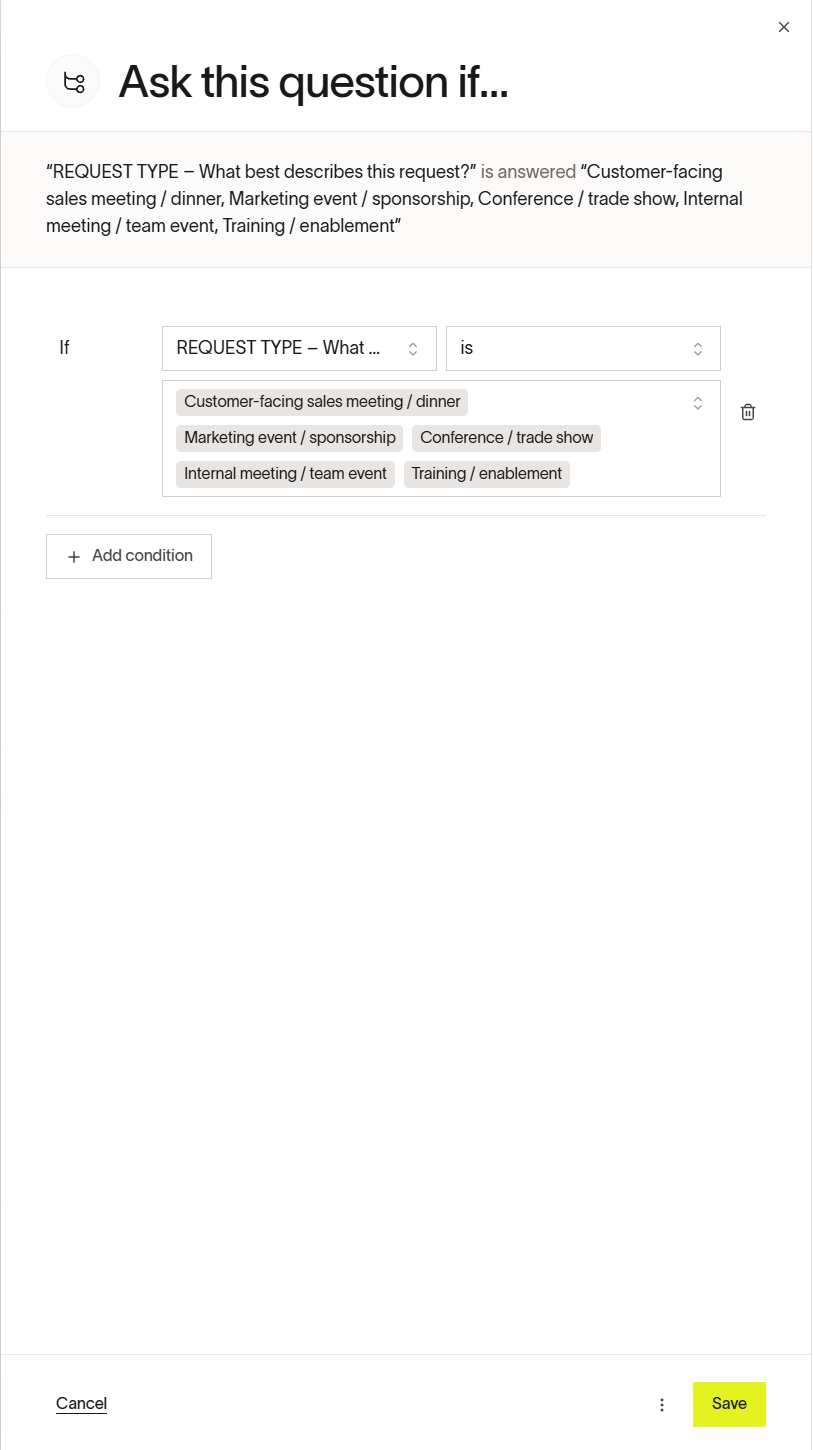 Ask this question if...
“REQUEST TYPE – What best describes this request?” is answered “Customer-facing
sales meeting / dinner, Marketing event / sponsorship, Conference / trade show, Internal
meeting / team event, Training / enablement”
If
REQUEST TYPE – What ...
is
Customer-facing sales meeting / dinner
Marketing event / sponsorship
Conference / trade show
Internal meeting / team event
Training / enablement
Add condition
Cancel
Save